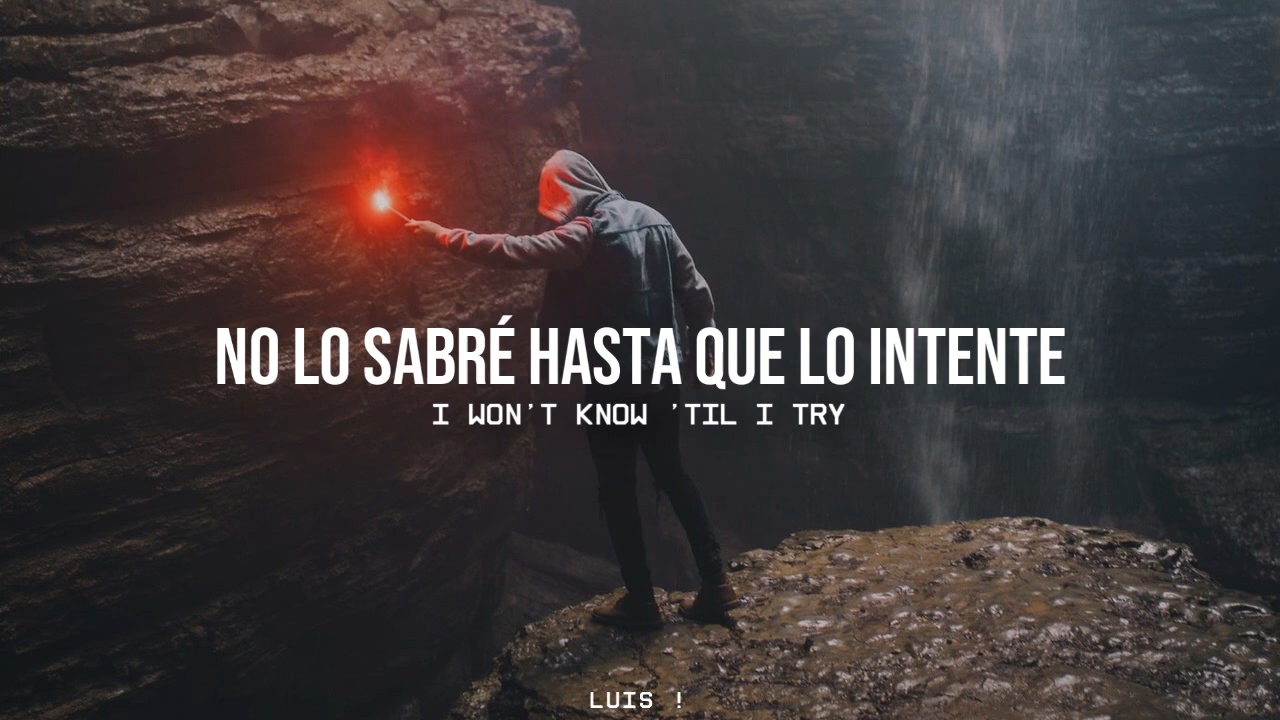 NO LO SABRÉ HASTA QUE LO INTENTE
I WON'T KNOW 'TIL I TRY
LUIS !